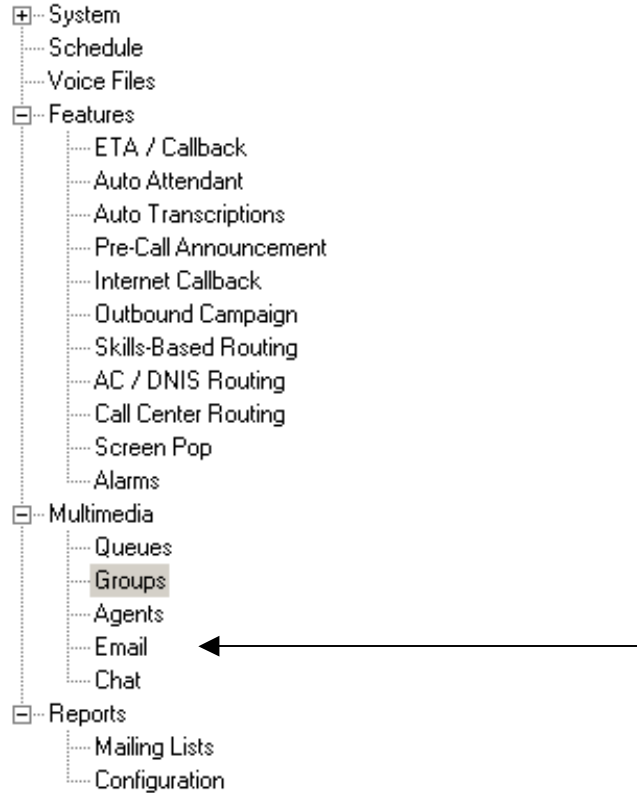 System
Schedule
Voice Files
Features
ETA / Callback
Auto Attendant
Auto Transcriptions
Pre-Call Announcement
Internet Callback
Outbound Campaign
Skills-Based Routing
AC / DNIS Routing
Call Center Routing
Screen Pop
Alarms
Multimedia
Queues
Groups
Agents
Email
Chat
Reports
Mailing Lists
Configuration